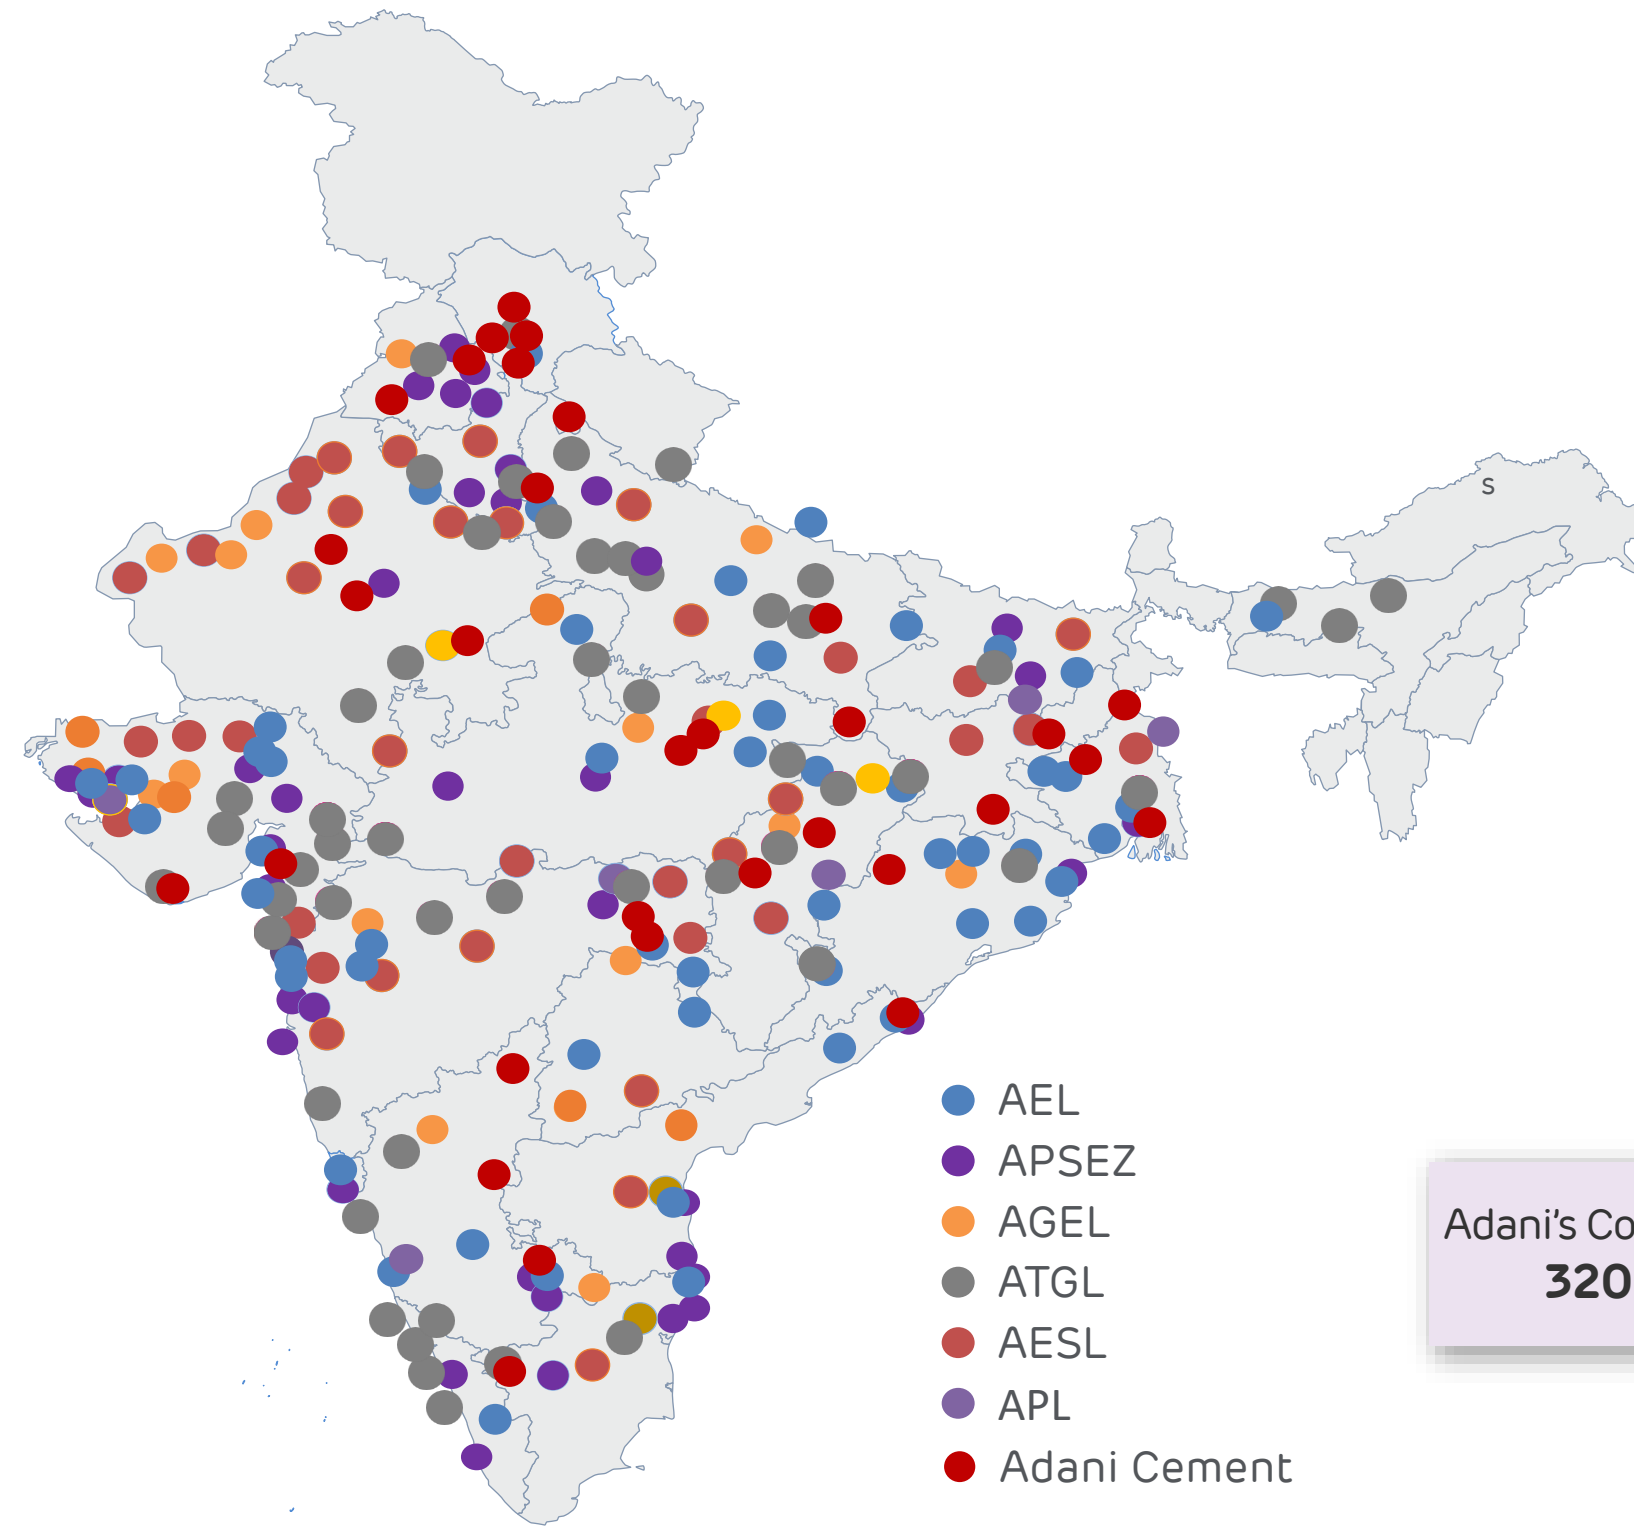 s
AEL
APSEZ
AGEL
ATGL
AESL
APL
Adani Cement
Adani's Co
320